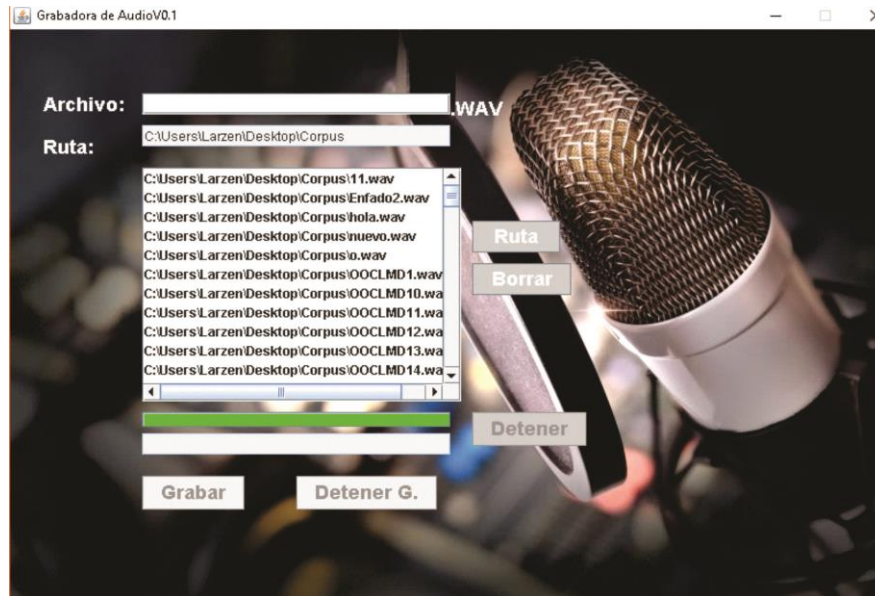 Grabadora de AudioV0.1
Archivo: .WAV
Ruta: C:\Users\Larzen\Desktop\Corpus
C:\Users\Larzen\Desktop\Corpus\11.wav
C:\Users\Larzen\Desktop\Corpus\Enfado2.wav
C:\Users\Larzen\Desktop\Corpus\hola.wav
C:\Users\Larzen\Desktop\Corpus\nuevo.wav
C:\Users\Larzen\Desktop\Corpus\o.wav
C:\Users\Larzen\Desktop\Corpus\OOCLMD1.wav
C:\Users\Larzen\Desktop\Corpus\OOCLMD10.wa
C:\Users\Larzen\Desktop\Corpus\OOCLMD11.wa
C:\Users\Larzen\Desktop\Corpus\OOCLMD12.wa
C:\Users\Larzen\Desktop\Corpus\OOCLMD13.wa
C:\Users\Larzen\Desktop\Corpus\OOCLMD14.wa
Ruta
Borrar
Detener
Grabar Detener G.